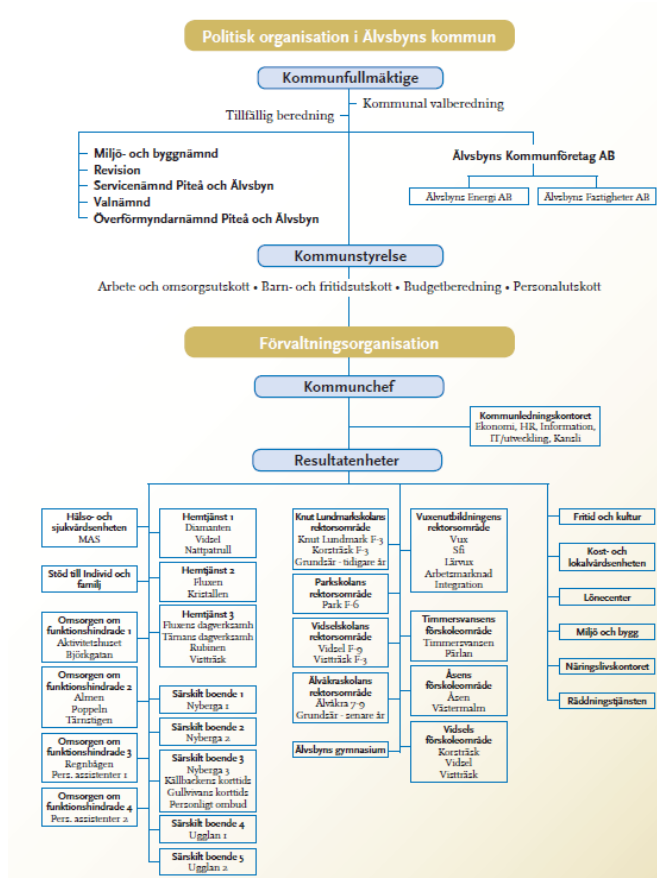 Politisk organisation i Älvsbyns kommun
Kommunfullmäktige
Kommunal valberedning
Tillfällig beredning
Miljö- och byggnämnd
Revision
Servicenämnd Piteå och Älvsbyn
Valnämnd
Överförmyndarnämnd Piteå och Älvsbyn
Älvsbyns Kommunföretag AB
Älvsbyns Energi AB
Älvsbyns Fastigheter AB
Kommunstyrelse
Arbete och omsorgsutskott • Barn- och fritidsutskott • Budgetberedning • Personalutskott
Förvaltningsorganisation
Kommunchef
Kommunledningskontoret
Ekonomi, HR, Information,
IT/utveckling, Kansli
Resultatenheter
Hälso- och
sjukvårdsenheten
MAS
Stöd till Individ och
familj
Omsorgen om
funktionshindrade 1
Aktivitetshuset
Björkgatan
Omsorgen om
funktionshindrade 2
Almen
Poppeln
Tärnstigen
Omsorgen om
funktionshindrade 3
Regnbågen
Pers. assistenter 1
Omsorgen om
funktionshindrade 4
Pers. assistenter 2
Hemtjänst 1
Diamanten
Vidsel
Nattpatrull
Hemtjänst 2
Fluxen
Kristallen
Hemtjänst 3
Fluxens dagverksamh
Tärnans dagverksamh
Rubinen
Vistträsk
Särskilt boende 1
Nyberga 1
Särskilt boende 2
Nyberga 2
Särskilt boende 3
Nyberga 3
Källbackens korttids
Gullvivans korttids
Personligt ombud
Särskilt boende 4
Ugglan 1
Särskilt boende 5
Ugglan 2
Knut Lundmarkskolans
rektorsområde
Knut Lundmark F-3
Korsträsk F-3
Grundsär - tidigare år
Parkskolans
rektorsområde
Park F-6
Vidselskolans
rektorsområde
Vidsel F-9
Vistträsk F-3
Älvåkraskolans
rektorsområde
Älvåkra 7-9
Grundsär - senare år
Älvsbyns gymnasium
Vuxenutbildningens
rektorsområde
Vux
Sfi
Lärvux
Arbetsmarknad
Integration
Timmersvansens
förskoleområde
Timmersvansen
Pärlan
Åsens
förskoleområde
Åsen
Västermalm
Vidsels
förskoleområde
Korsträsk
Vidsel
Vistträsk
Fritid och kultur
Kost- och
lokalvårdsenheten
Lönecenter
Miljö och bygg
Näringslivskontoret
Räddningstjänsten